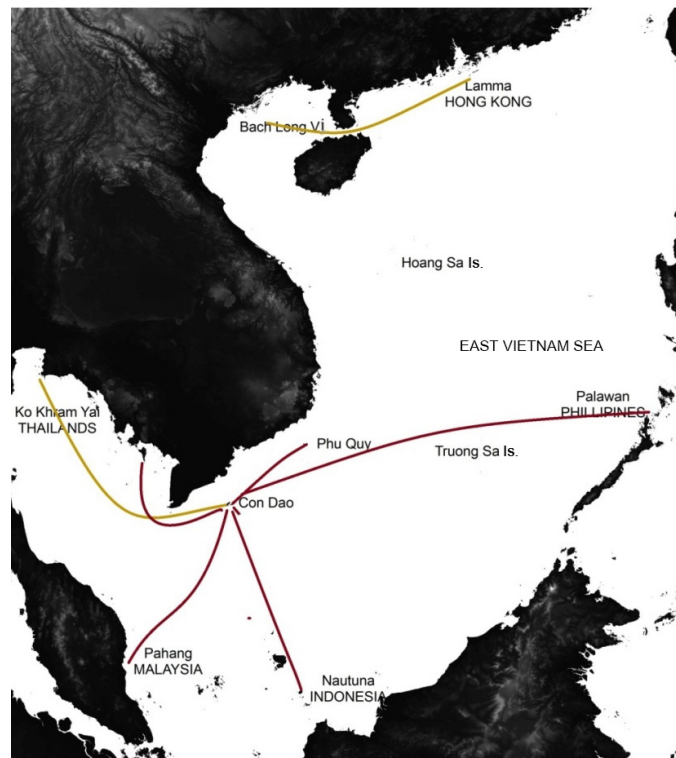 Lamma
HONG KONG
Bach Long Vỉ
Hoang Sa Is.
EAST VIETNAM SEA
Palawan
PHILLIPINES
Ko Khram Yai
THAILANDS
Phu Quy
Truong Sa Is.
Con Dao
Pahang
MALAYSIA
Nautuna
INDONESIA